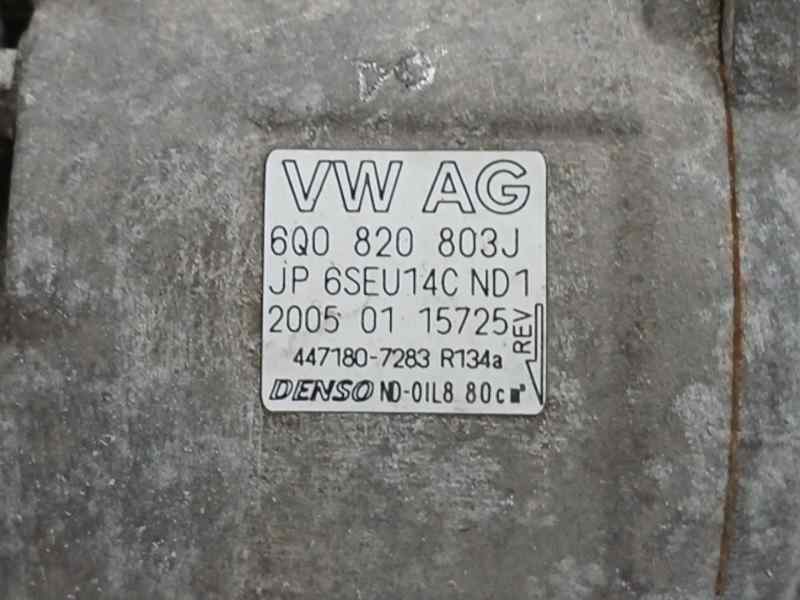 VW AG
6Q0 820 803J
JP 6SEU14C ND1
2005 01 15725
REV
447180-7283 R134a
DENSO ND-OIL8 80cm³